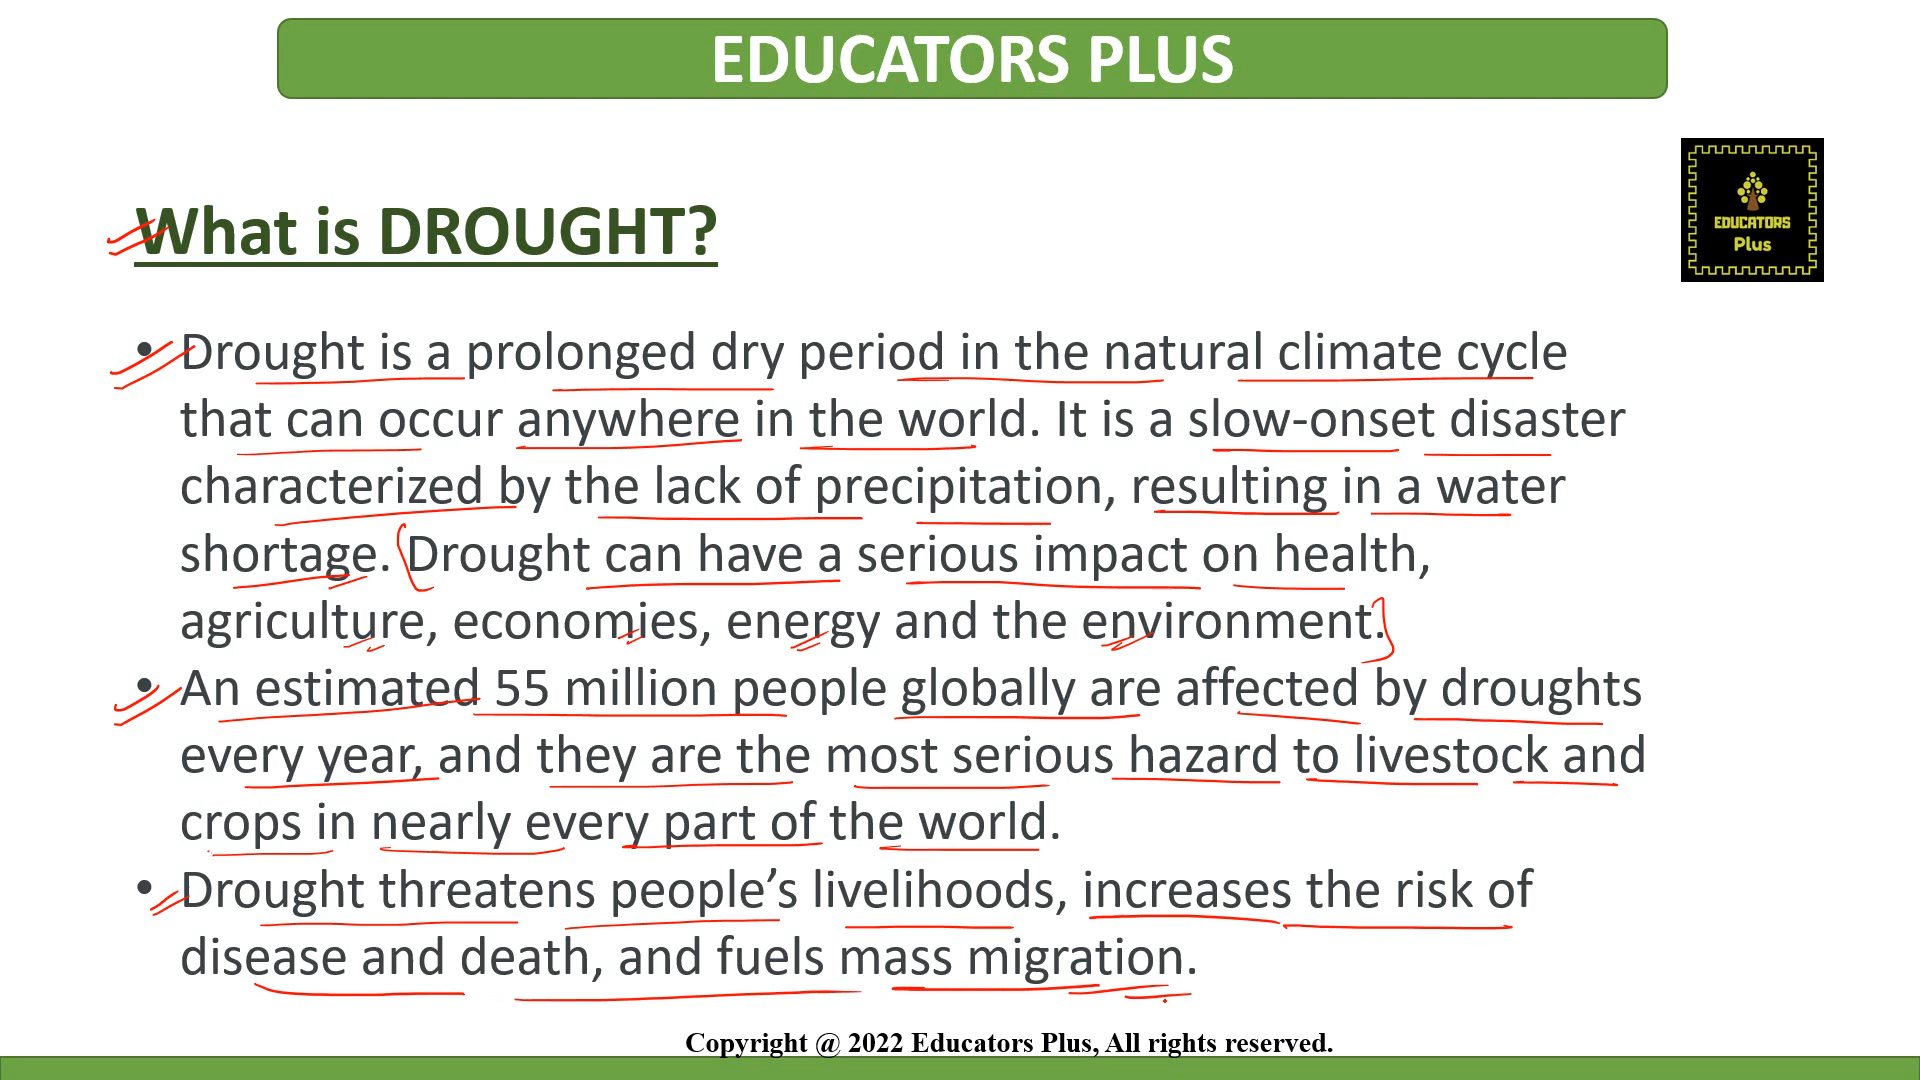 EDUCATORS PLUS
EDUCATORS
Plus
What is DROUGHT?
• Drought is a prolonged dry period in the natural climate cycle
that can occur anywhere in the world. It is a slow-onset disaster
characterized by the lack of precipitation, resulting in a water
shortage. Drought can have a serious impact on health,
agriculture, economies, energy and the environment.
• An estimated 55 million people globally are affected by droughts
every year, and they are the most serious hazard to livestock and
crops in nearly every part of the world.
• Drought threatens people’s livelihoods, increases the risk of
disease and death, and fuels mass migration.
Copyright @ 2022 Educators Plus, All rights reserved.